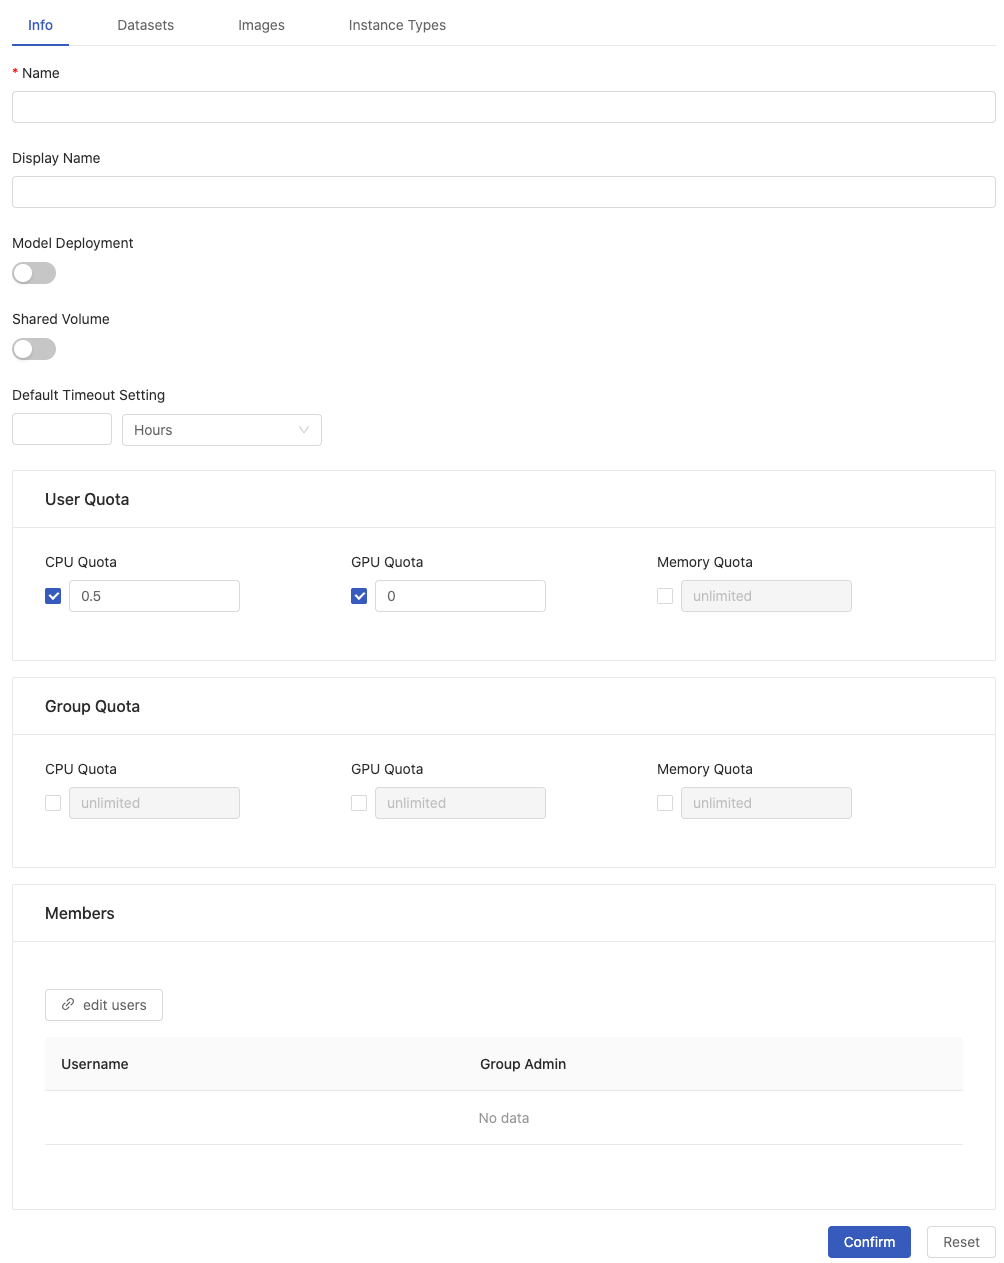 Info Datasets Images Instance Types
* Name
Display Name
Model Deployment
Shared Volume
Default Timeout Setting
Hours
User Quota
CPU Quota GPU Quota Memory Quota
0.5 0 unlimited
Group Quota
CPU Quota GPU Quota Memory Quota
unlimited unlimited unlimited
Members
edit users
Username Group Admin
No data
Confirm Reset